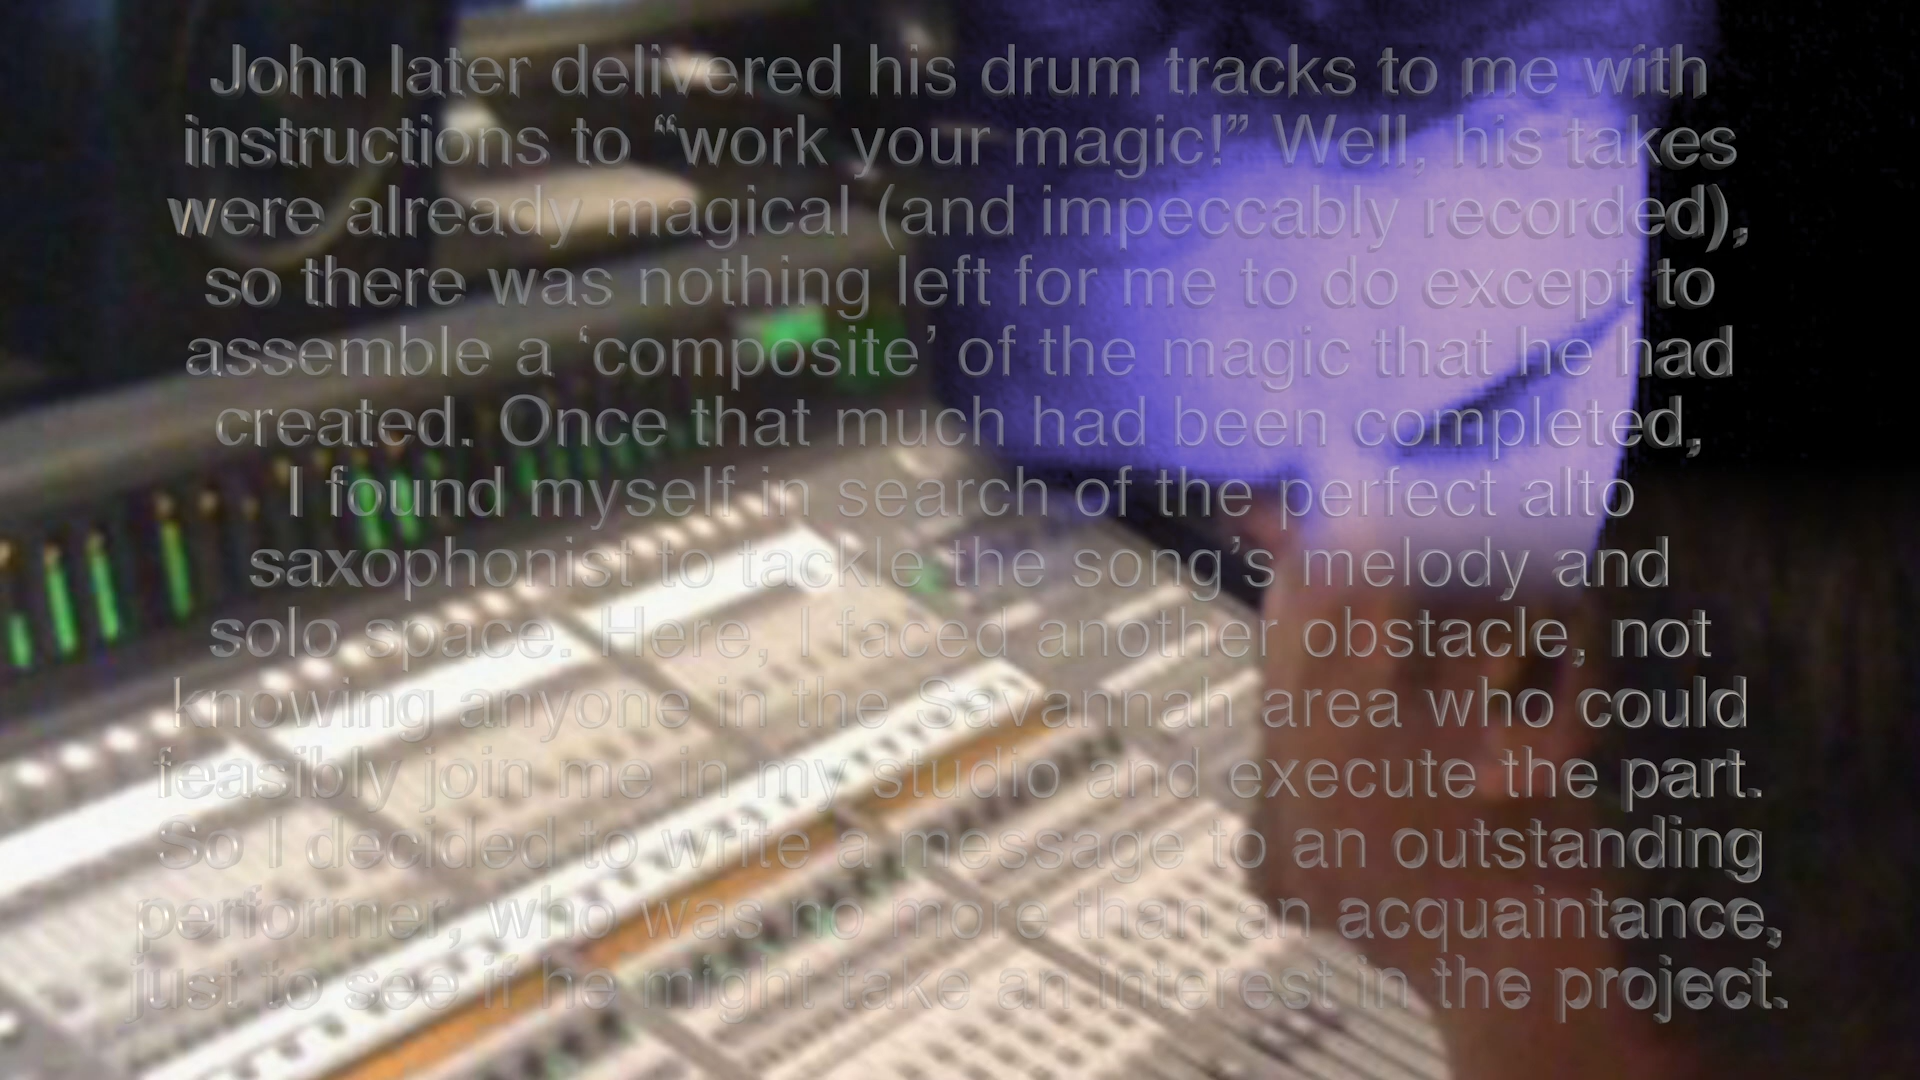 John later delivered his drum tracks to me with
instructions to “work your magic!” Well, his takes
were already magical (and impeccably recorded),
so there was nothing left for me to do except to
assemble a ‘composite’ of the magic that he had
created. Once that much had been completed,
I found myself in search of the perfect alto
saxophonist to tackle the song’s melody and
solo space. Here, I faced another obstacle, not
knowing anyone in the Savannah area who could
feasibly join me in my studio and execute the part.
So I decided to write a message to an outstanding
performer, who was no more than an acquaintance,
just to see if he might take an interest in the project.